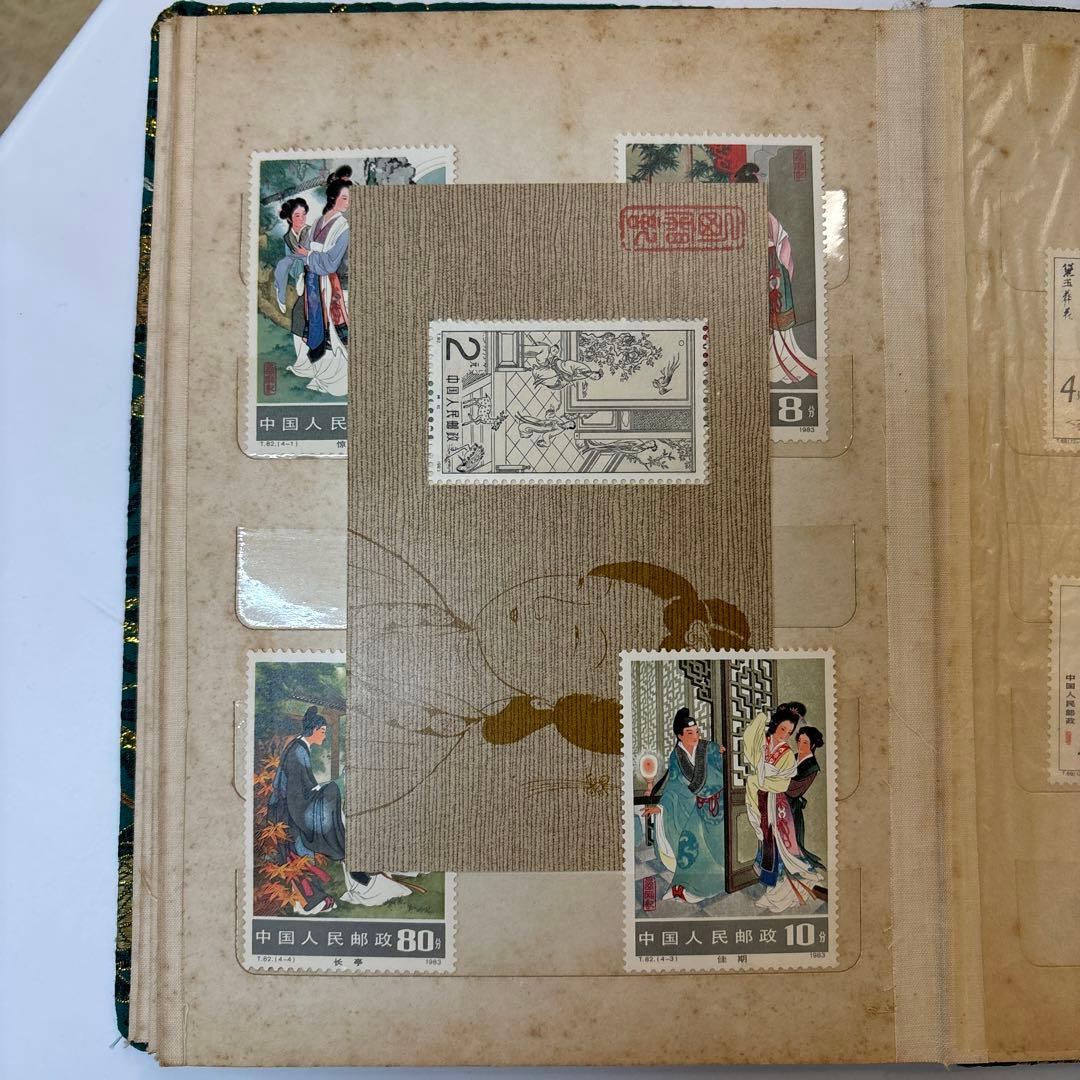 中国人民
T.82.(4-1) 惊
8分
1983
2元
中国人民邮政
1983
中国人民邮政 80分
T.82.(4-4) 长亭 1983
中国人民邮政 10分
T.82.(4-3) 佳期 1983
黛玉葬花
4
中国人民邮政